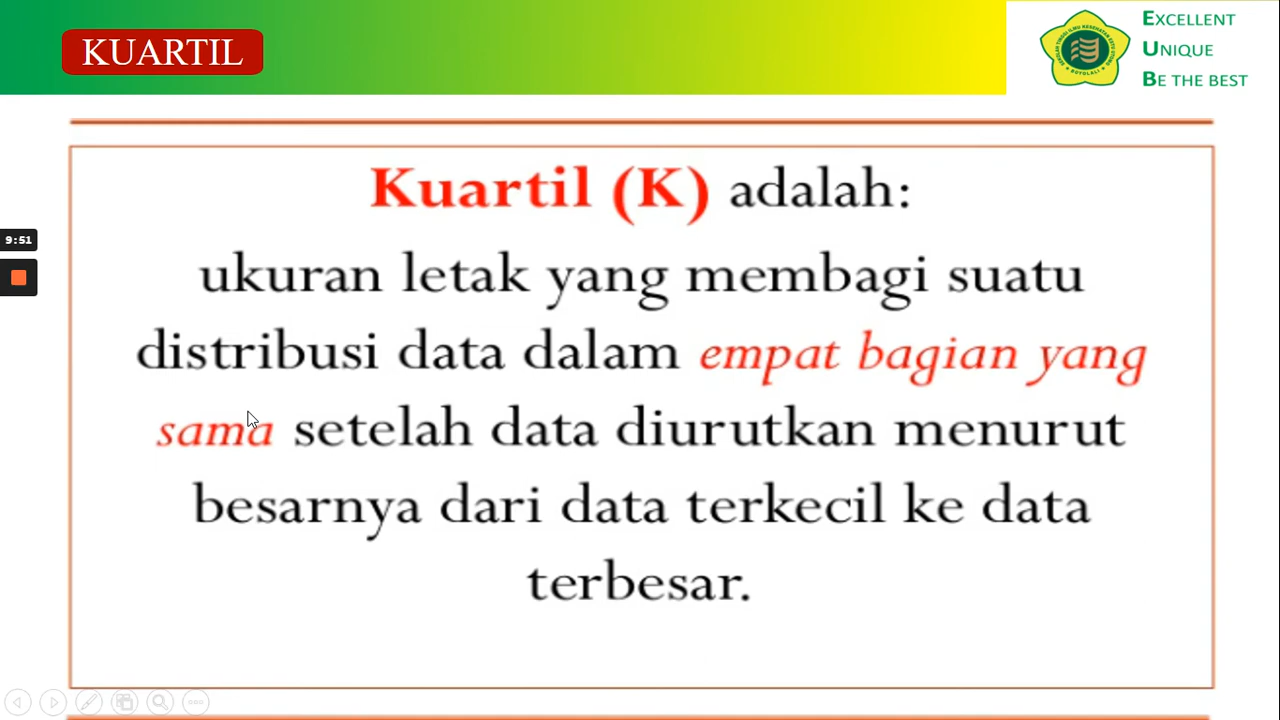 KUARTIL
EXCELLENT
UNIQUE
BE THE BEST
Kuartil (K) adalah:
ukuran letak yang membagi suatu
distribusi data dalam empat bagian yang
sama setelah data diurutkan menurut
besarnya dari data terkecil ke data
terbesar.
9:51